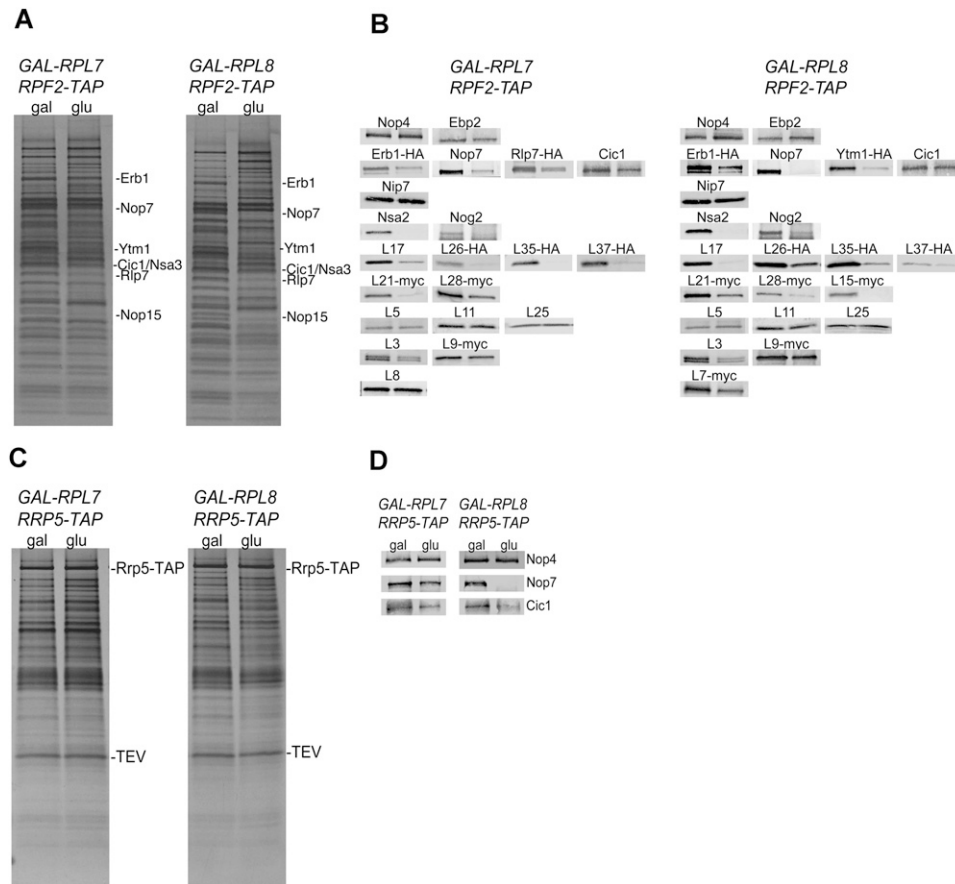 A
GAL-RPL7
RPF2-TAP
gal glu
GAL-RPL8
RPF2-TAP
gal glu
-Erb1
-Nop7
-Ytm1
-Cic1/Nsa3
-Rlp7
-Nop15
-Erb1
-Nop7
-Ytm1
-Cic1/Nsa3
-Rlp7
-Nop15
B
GAL-RPL7
RPF2-TAP
Nop4 Ebp2
Erb1-HA Nop7 Rlp7-HA Cic1
Nip7
Nsa2 Nog2
L17 L26-HA L35-HA L37-HA
L21-myc L28-myc
L5 L11 L25
L3 L9-myc
L8
GAL-RPL8
RPF2-TAP
Nop4 Ebp2
Erb1-HA Nop7 Ytm1-HA Cic1
Nip7
Nsa2 Nog2
L17 L26-HA L35-HA L37-HA
L21-myc L28-myc L15-myc
L5 L11 L25
L3 L9-myc
L7-myc
C
GAL-RPL7
RRP5-TAP
gal glu
-Rrp5-TAP
-TEV
GAL-RPL8
RRP5-TAP
gal glu
-Rrp5-TAP
-TEV
D
GAL-RPL7 GAL-RPL8
RRP5-TAP RRP5-TAP
gal glu gal glu
Nop4
Nop7
Cic1